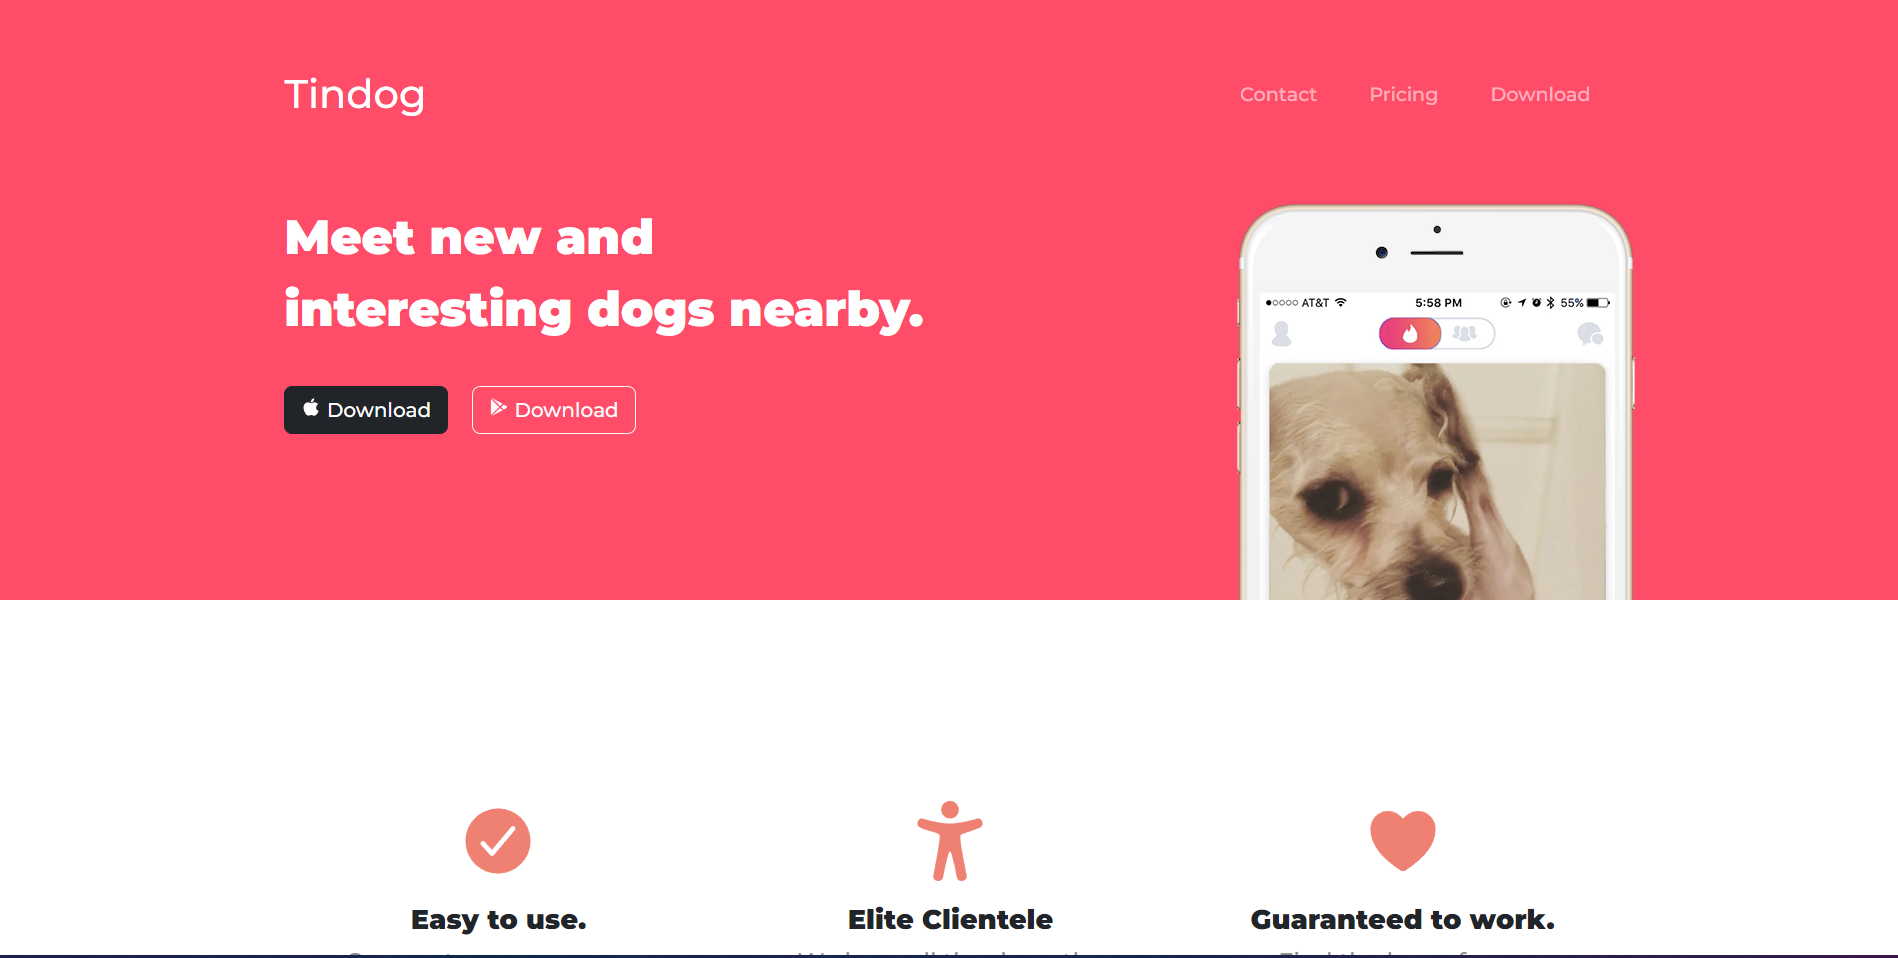 Tindog
Contact Pricing Download
Meet new and
interesting dogs nearby.
Download Download
AT&T 5:58 PM 55%
Easy to use. Elite Clientele Guaranteed to work.